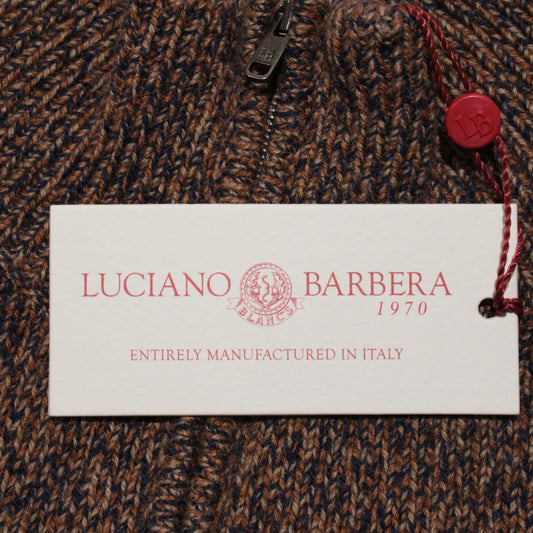 LB
LUCIANO BARBERA
BLANCS
1970
ENTIRELY MANUFACTURED IN ITALY